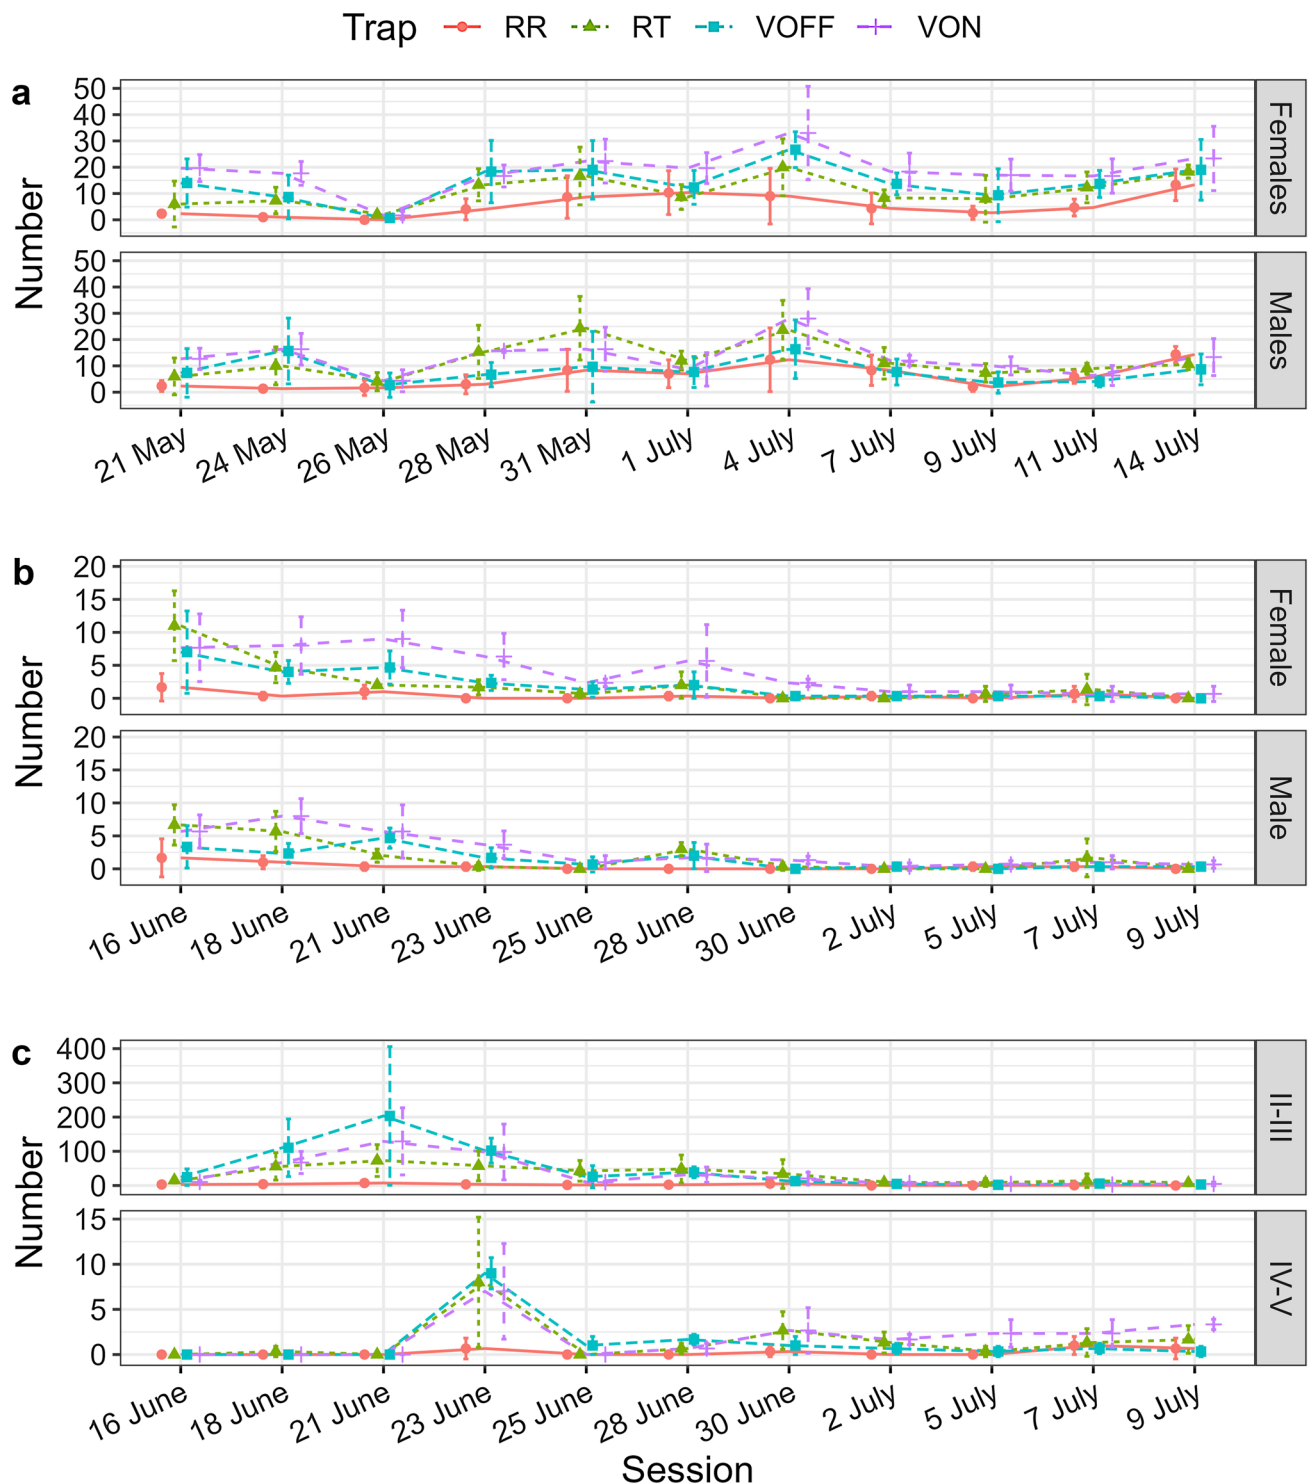 Trap RR RT VOFF VON
a
50
40
30
20
10
0
Females
50
40
30
20
10
0
Males
Number
21 May 24 May 26 May 28 May 31 May 1 July 4 July 7 July 9 July 11 July 14 July
b
20
15
10
5
0
Female
20
15
10
5
0
Male
Number
16 June 18 June 21 June 23 June 25 June 28 June 30 June 2 July 5 July 7 July 9 July
c
400
300
200
100
0
II-III
15
10
5
0
IV-V
Number
16 June 18 June 21 June 23 June 25 June 28 June 30 June 2 July 5 July 7 July 9 July
Session